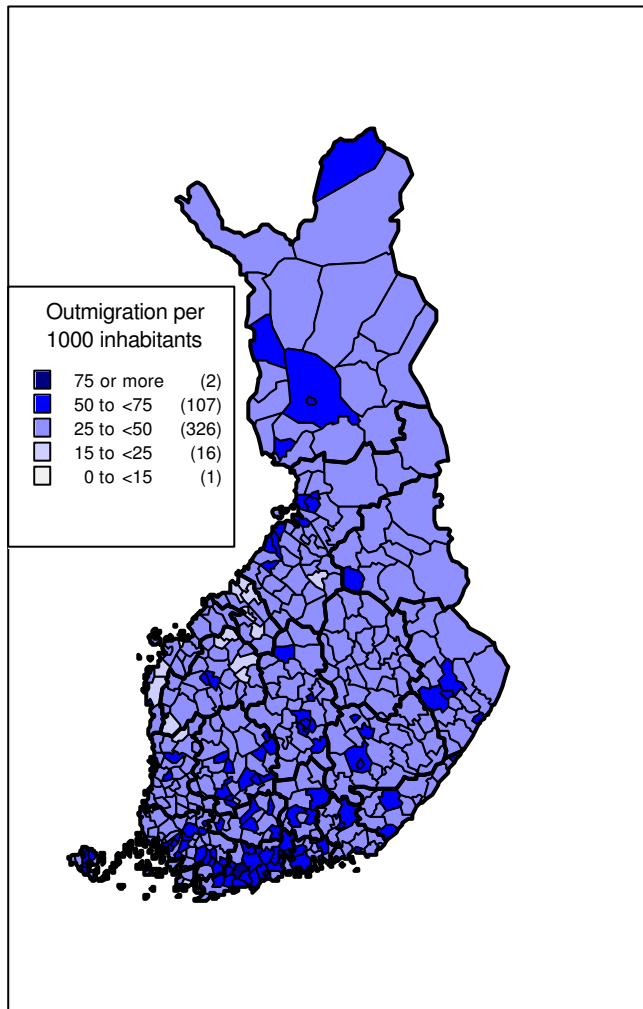 Outmigration per
1000 inhabitants
75 or more (2)
50 to <75 (107)
25 to <50 (326)
15 to <25 (16)
0 to <15 (1)